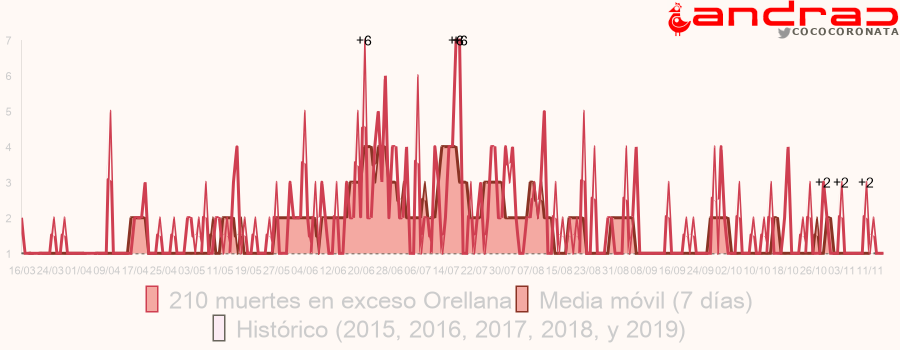 andrac
COCOCORONATA
+6
+6
+6
7
6
5
4
3
2
1
+2
+2
+2
16/03 24/03 01/04 09/04 17/04 25/04 03/05 11/05 19/05 27/05 04/06 12/06 20/06 28/06 06/07 14/07 22/07 30/07 07/08 15/08 23/08 31/08 08/09 16/09 24/09 02/10 10/10 18/10 26/10 03/11 11/11
210 muertes en exceso Orellana Media móvil (7 días)
Histórico (2015, 2016, 2017, 2018, y 2019)